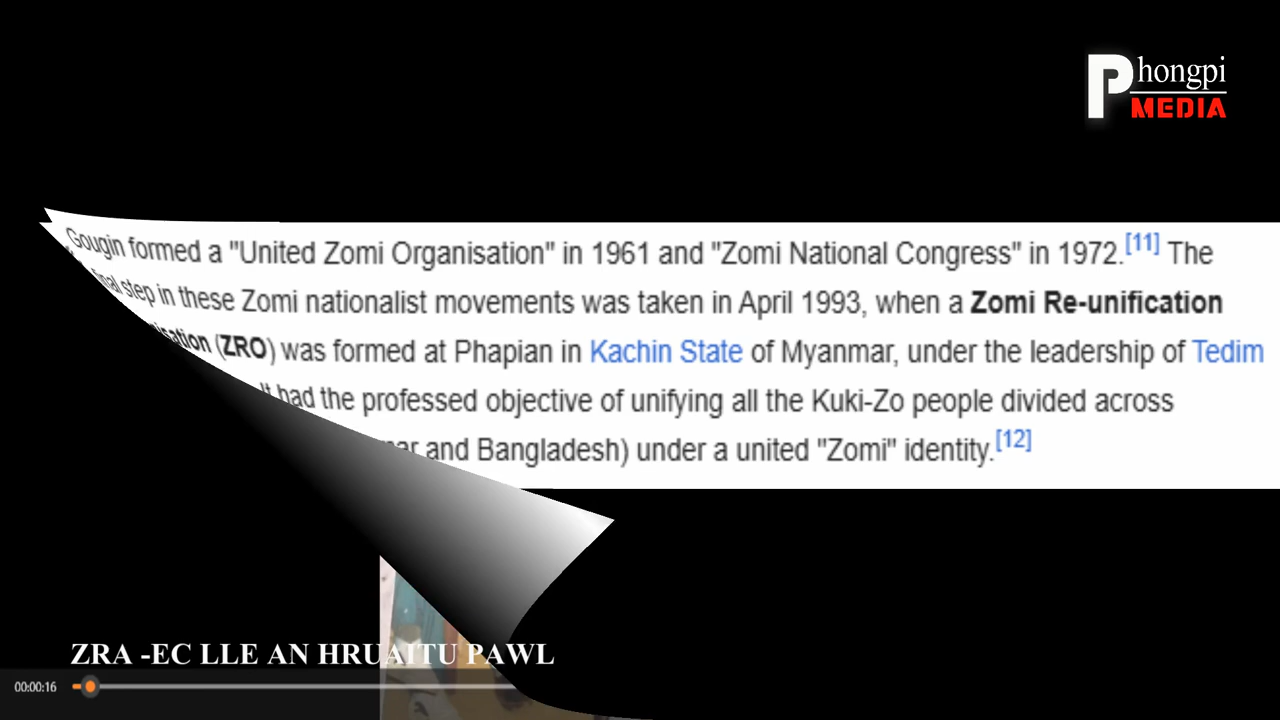 Phongpi
MEDIA
Gougin formed a "United Zomi Organisation" in 1961 and "Zomi National Congress" in 1972.[11] The
final step in these Zomi nationalist movements was taken in April 1993, when a Zomi Re-unification
(ZRO) was formed at Phapian in Kachin State of Myanmar, under the leadership of Tedim
It had the professed objective of unifying all the Kuki-Zo people divided across
and Bangladesh) under a united "Zomi" identity.[12]
ZRA -EC LLE AN HRUAITU PAWL
00:00:16